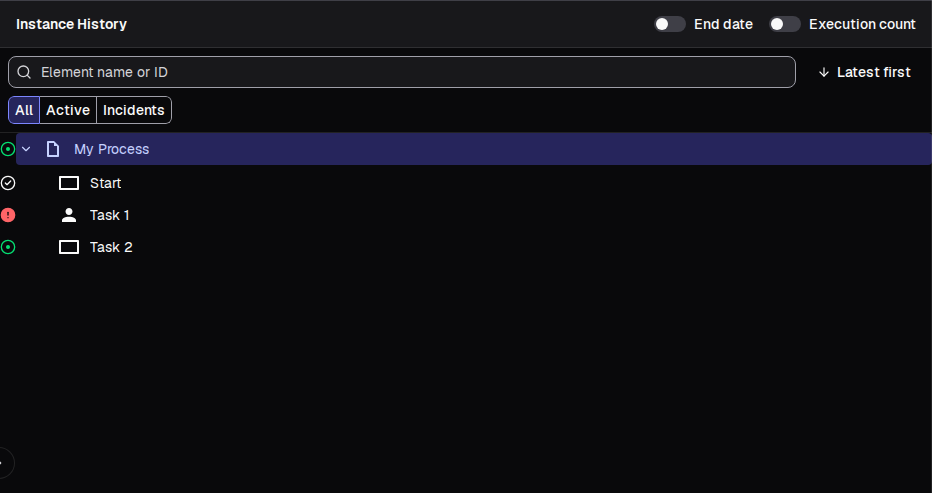 Instance History
End date
Execution count
Element name or ID
Latest first
All
Active
Incidents
My Process
Start
Task 1
Task 2